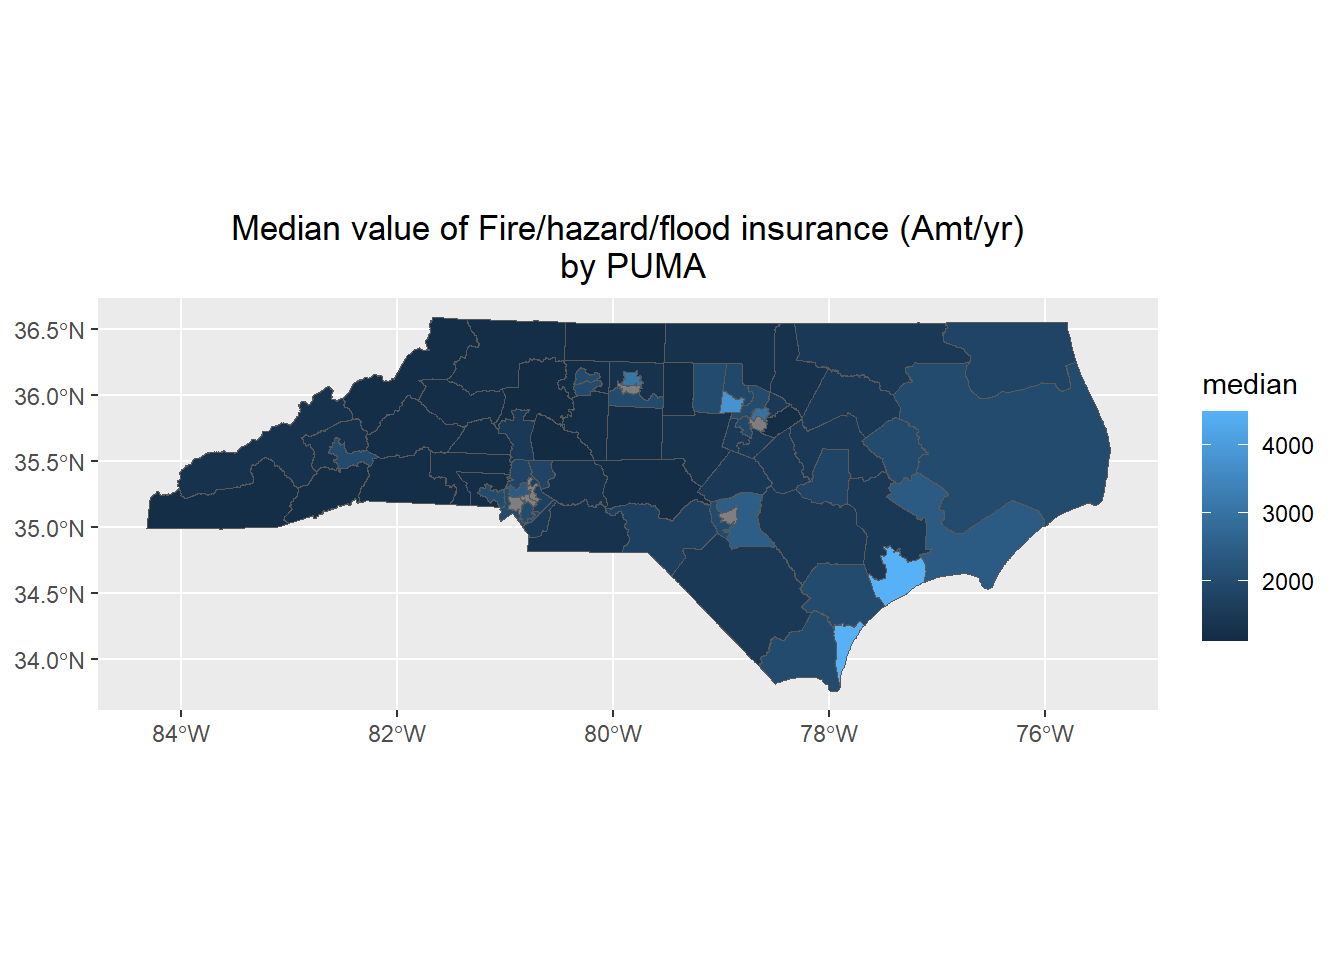 Median value of Fire/hazard/flood insurance (Amt/yr)
by PUMA
36.5°N
36.0°N
35.5°N
35.0°N
34.5°N
34.0°N
84°W
82°W
80°W
78°W
76°W
median
4000
3000
2000